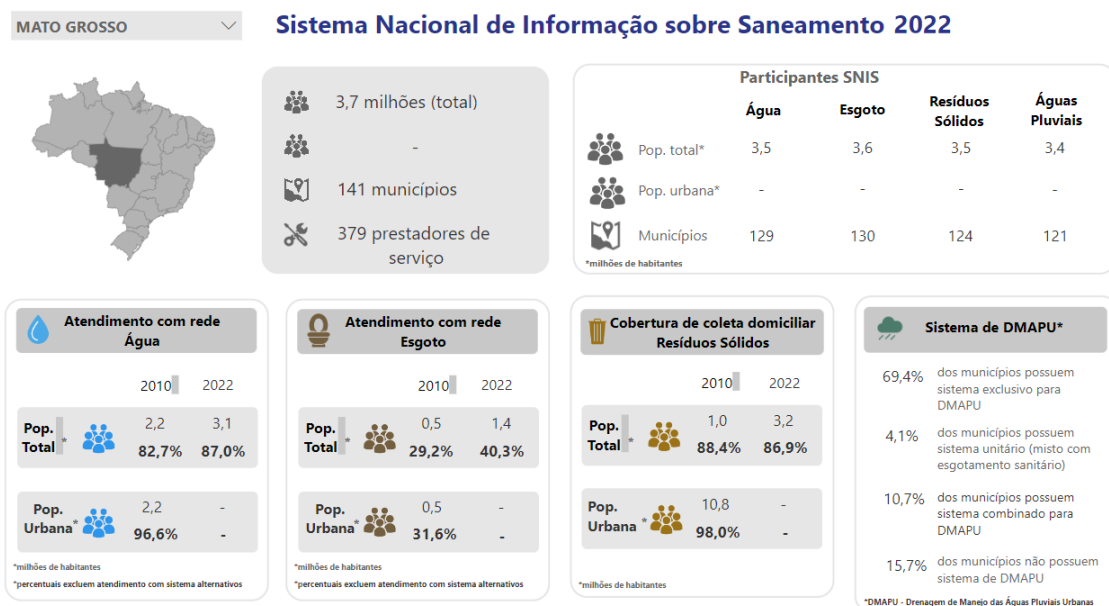 MATO GROSSO
Sistema Nacional de Informação sobre Saneamento 2022
3,7 milhões (total)
-
141 municípios
379 prestadores de
serviço
Participantes SNIS
Água Esgoto Resíduos Sólidos Águas Pluviais
Pop. total* 3,5 3,6 3,5 3,4
Pop. urbana* - - - -
Municípios 129 130 124 121
*milhões de habitantes
Atendimento com rede
Água
2010 2022
Pop. Total * 2,2 3,1
82,7% 87,0%
Pop. Urbana* 2,2 -
96,6% -
*milhões de habitantes
*percentuais excluem atendimento com sistema alternativos
Atendimento com rede
Esgoto
2010 2022
Pop. Total * 0,5 1,4
29,2% 40,3%
Pop. Urbana* 0,5 -
31,6% -
*milhões de habitantes
*percentuais excluem atendimento com sistema alternativos
Cobertura de coleta domiciliar
Resíduos Sólidos
2010 2022
Pop. Total * 1,0 3,2
88,4% 86,9%
Pop. Urbana * 10,8 -
98,0% -
*milhões de habitantes
Sistema de DMAPU*
69,4% dos municípios possuem
sistema exclusivo para
DMAPU
4,1% dos municípios possuem
sistema unitário (misto com
esgotamento sanitário)
10,7% dos municípios possuem
sistema combinado para
DMAPU
15,7% dos municípios não possuem
sistema de DMAPU
*DMAPU - Drenagem de Manejo das Águas Pluviais Urbanas